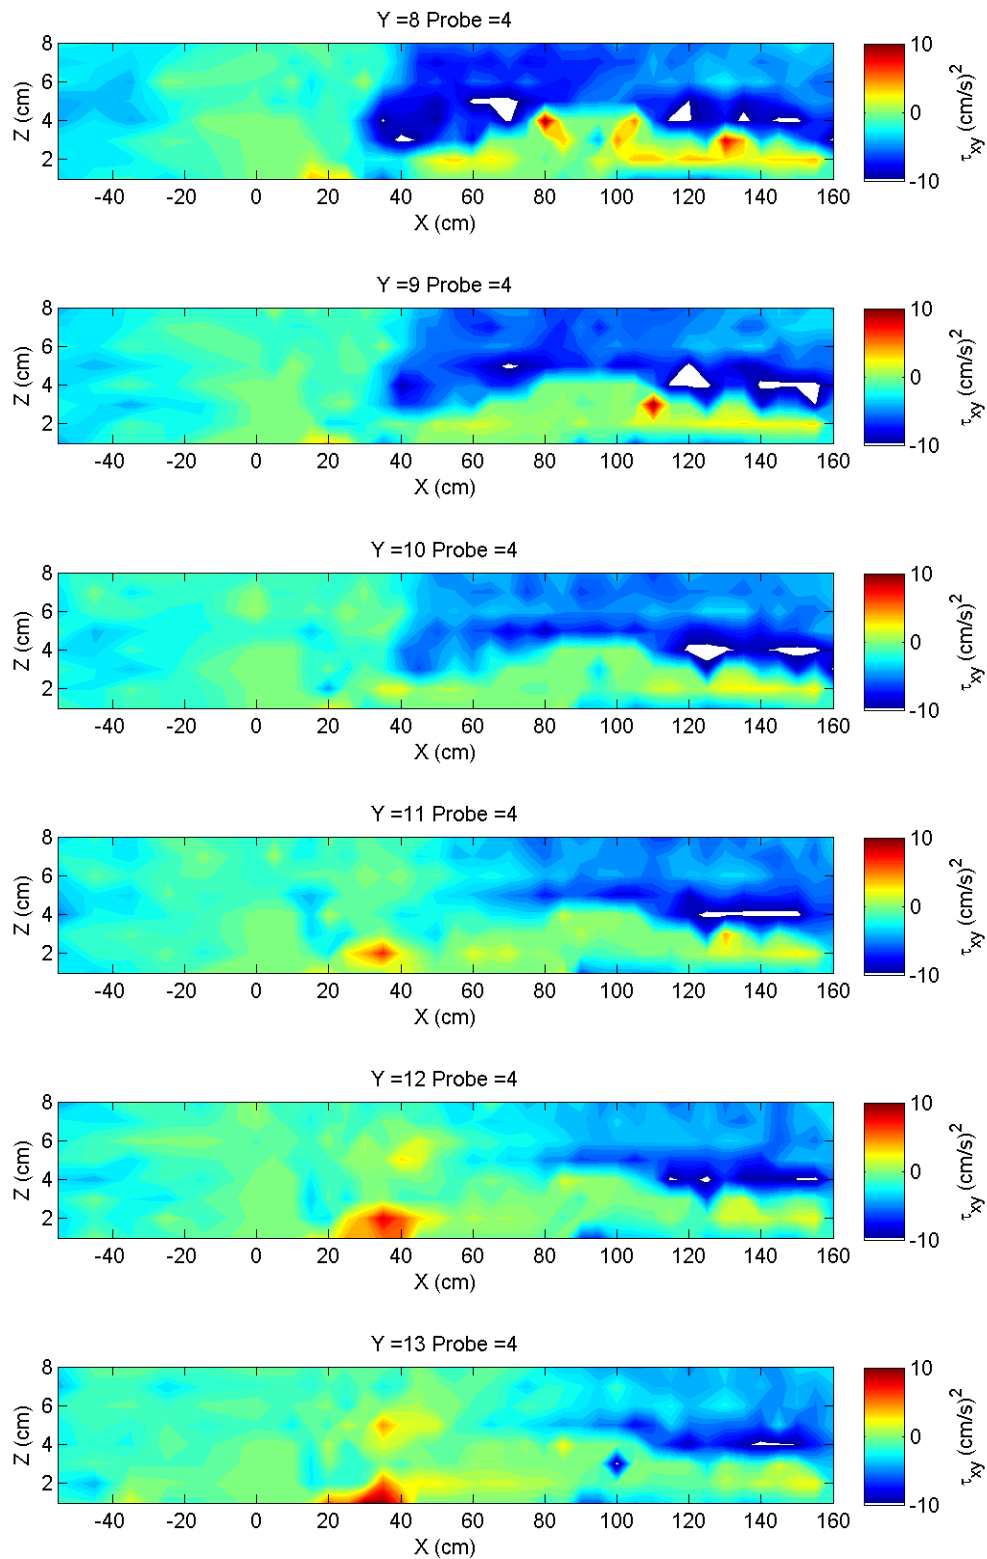 Y =8 Probe =4
8
6
4
2
Z (cm)
-40 -20 0 20 40 60 80 100 120 140 160
X (cm)
10
0
-10
τxy (cm/s)2
Y =9 Probe =4
8
6
4
2
Z (cm)
-40 -20 0 20 40 60 80 100 120 140 160
X (cm)
10
0
-10
τxy (cm/s)2
Y =10 Probe =4
8
6
4
2
Z (cm)
-40 -20 0 20 40 60 80 100 120 140 160
X (cm)
10
0
-10
τxy (cm/s)2
Y =11 Probe =4
8
6
4
2
Z (cm)
-40 -20 0 20 40 60 80 100 120 140 160
X (cm)
10
0
-10
τxy (cm/s)2
Y =12 Probe =4
8
6
4
2
Z (cm)
-40 -20 0 20 40 60 80 100 120 140 160
X (cm)
10
0
-10
τxy (cm/s)2
Y =13 Probe =4
8
6
4
2
Z (cm)
-40 -20 0 20 40 60 80 100 120 140 160
X (cm)
10
0
-10
τxy (cm/s)2